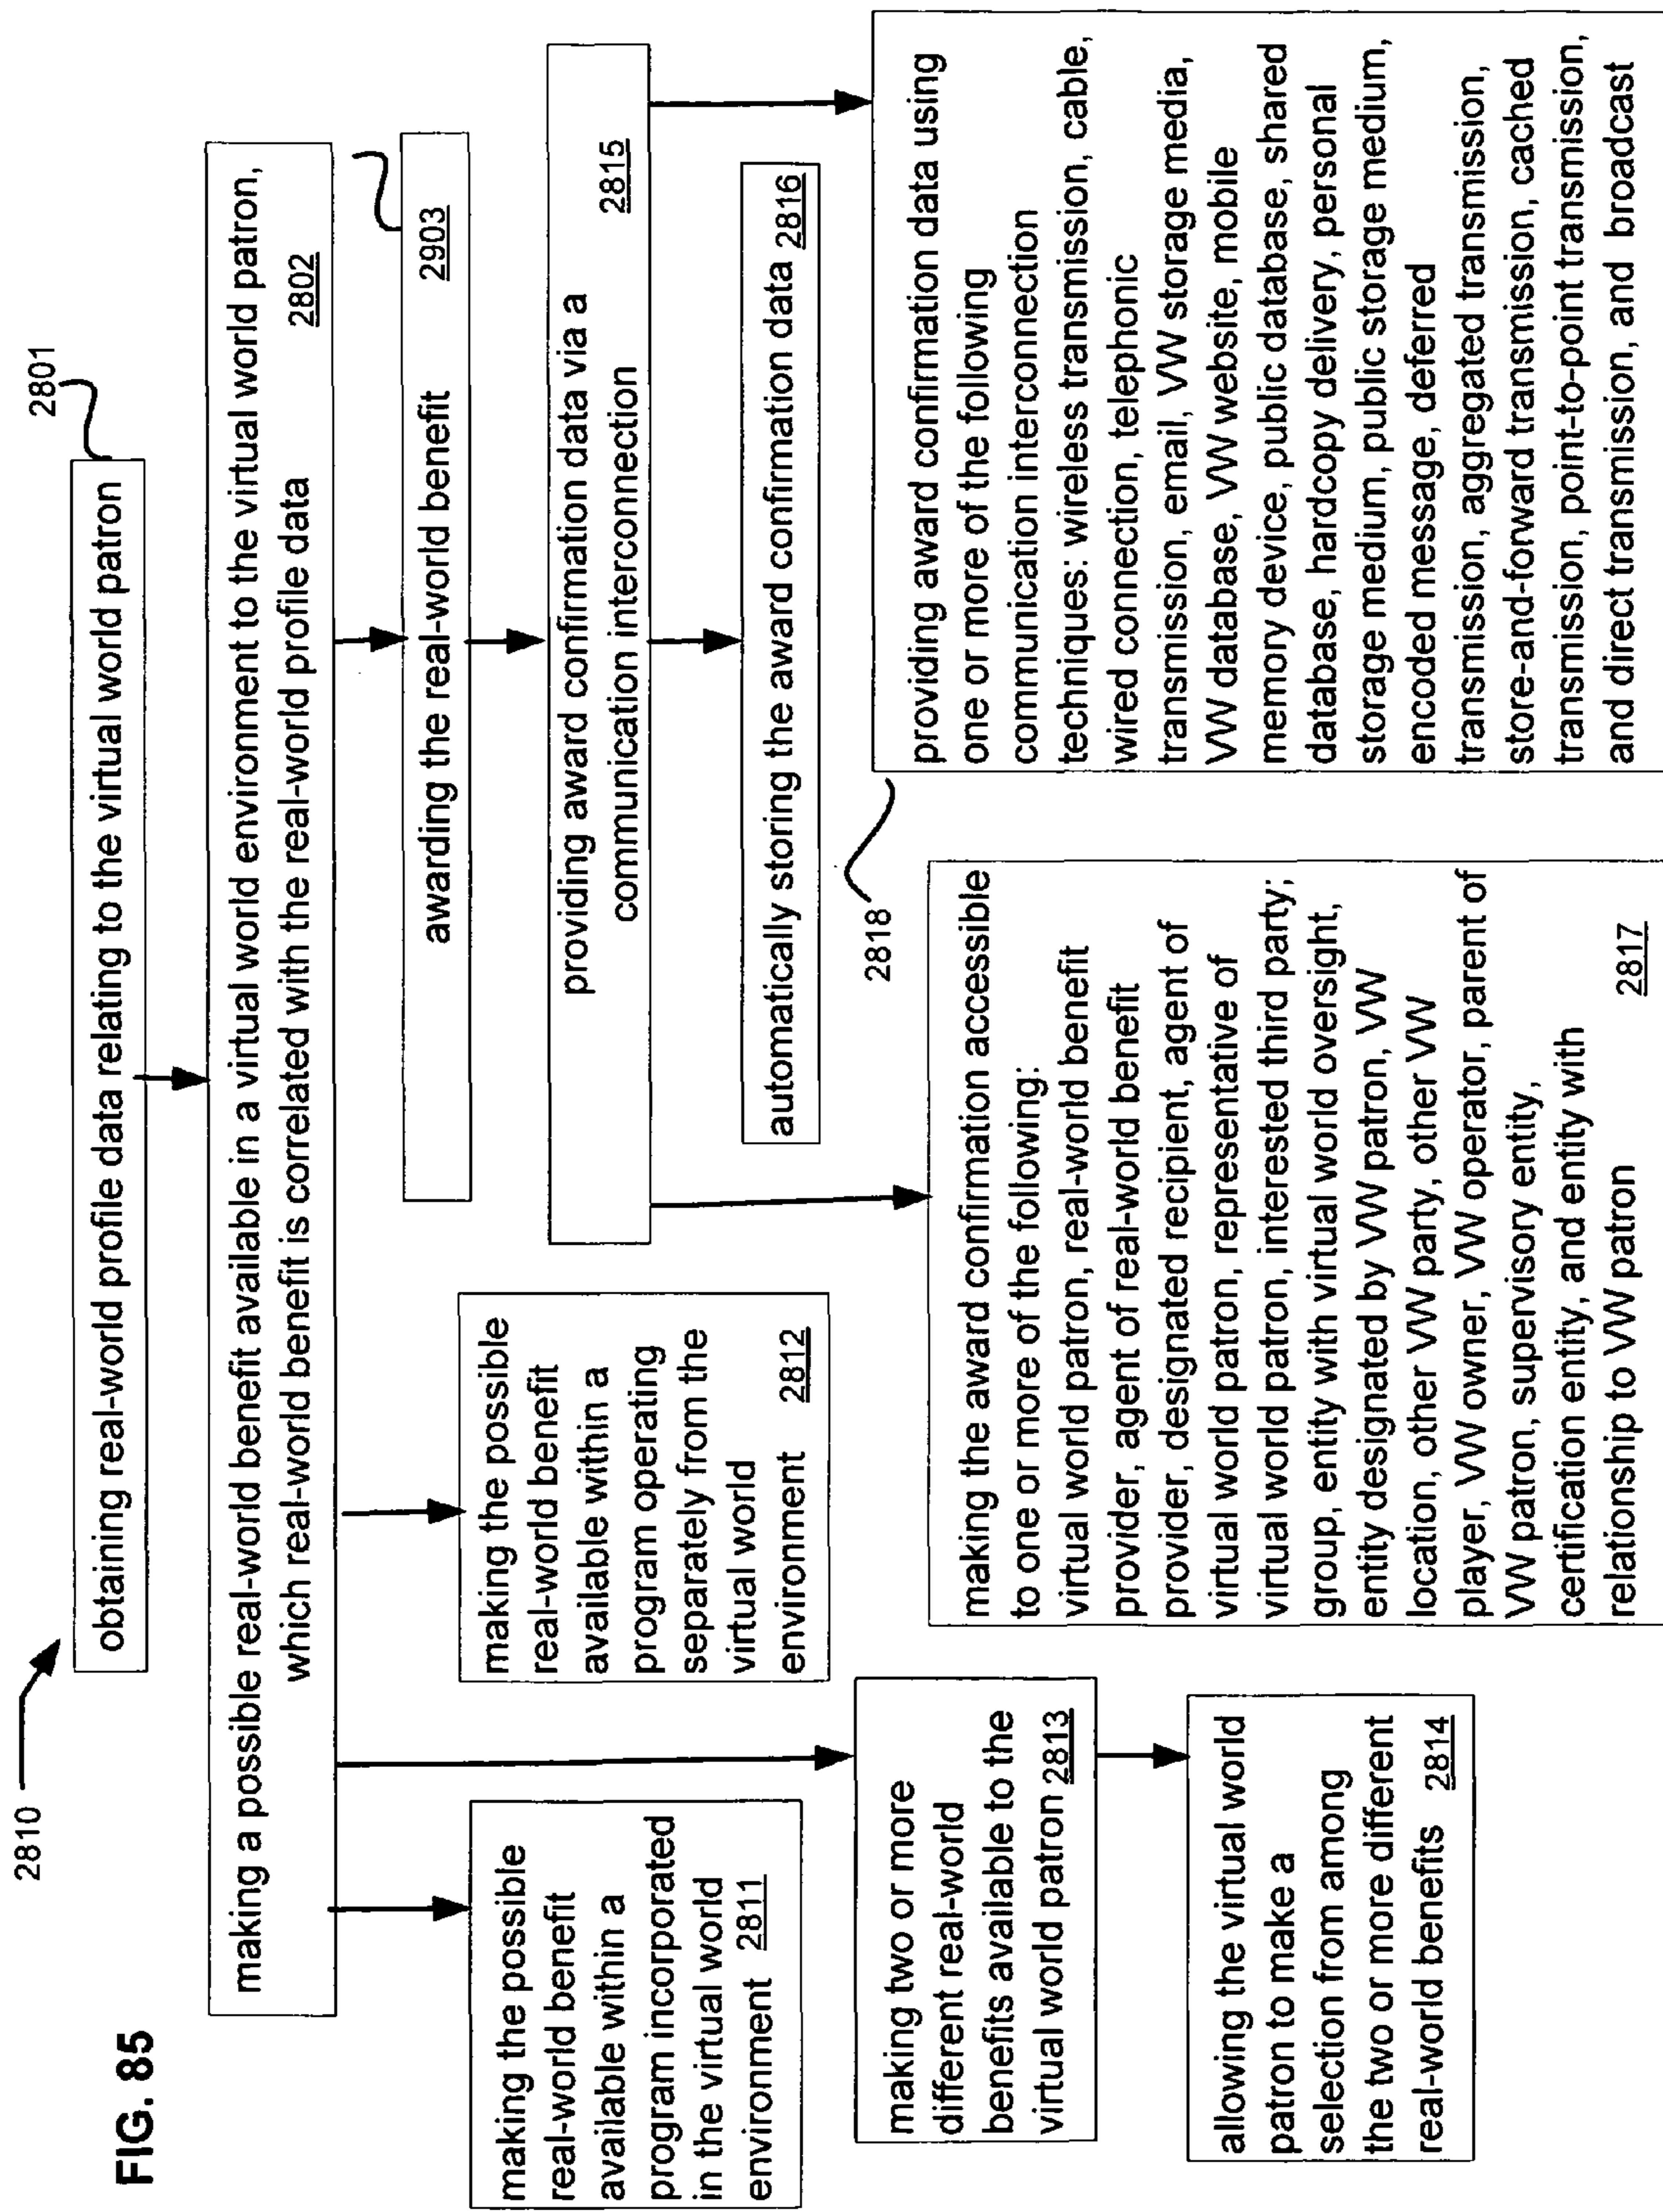 FIG. 85
2810
2801
obtaining real-world profile data relating to the virtual world patron
making a possible real-world benefit available in a virtual world environment to the virtual world patron,
which real-world benefit is correlated with the real-world profile data
2802
making the possible
real-world benefit
available within a
program incorporated
in the virtual world
environment 2811
making the possible
real-world benefit
available within a
program operating
separately from the
virtual world
environment 2812
making two or more
different real-world
benefits available to the
virtual world patron 2813
allowing the virtual world
patron to make a
selection from among
the two or more different
real-world benefits 2814
awarding the real-world benefit
2903
providing award confirmation data via a
communication interconnection
2815
automatically storing the award confirmation data 2816
making the award confirmation accessible
to one or more of the following:
virtual world patron, real-world benefit
provider, agent of real-world benefit
provider, designated recipient, agent of
virtual world patron, representative of
virtual world patron, interested third party;
group, entity with virtual world oversight,
entity designated by VW patron, VW
location, other VW party, other VW
player, VW owner, VW operator, parent of
VW patron, supervisory entity,
certification entity, and entity with
relationship to VW patron
2817
2818
providing award confirmation data using
one or more of the following
communication interconnection
techniques: wireless transmission, cable,
wired connection, telephonic
transmission, email, VW storage media,
VW database, VW website, mobile
memory device, public database, shared
database, hardcopy delivery, personal
storage medium, public storage medium,
encoded message, deferred
transmission, aggregated transmission,
store-and-forward transmission, cached
transmission, point-to-point transmission,
and direct transmission, and broadcast